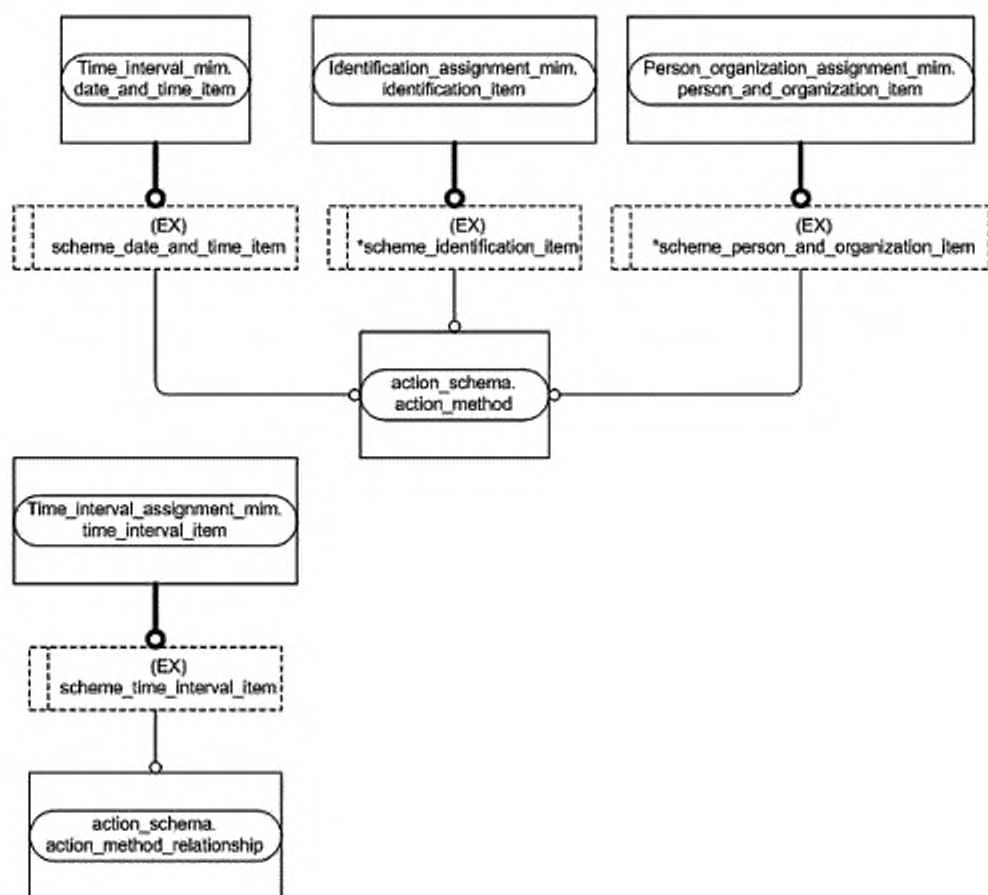 Time_interval_mim.
date_and_time_item
Identification_assignment_mim.
identification_item
Person_organization_assignment_mim.
person_and_organization_item
(EX)
scheme_date_and_time_item
(EX)
*scheme_identification_item
(EX)
*scheme_person_and_organization_item
action_schema.
action_method
Time_interval_assignment_mim.
time_interval_item
(EX)
scheme_time_interval_item
action_schema.
action_method_relationship